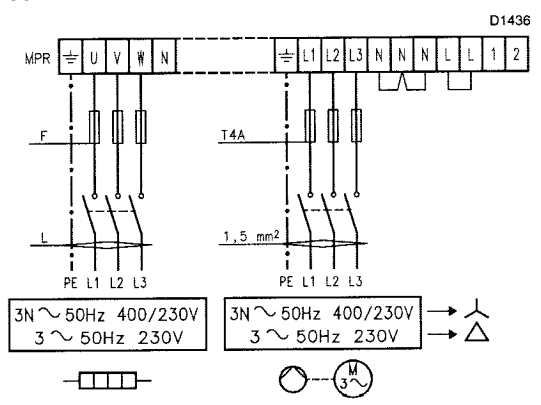 D1436
MPR U V W N L1 L2 L3 N N N L L 1 2
F T4A
L 1,5 mm²
PE L1 L2 L3 PE L1 L2 L3
3N ~ 50Hz 400/230V 3N ~ 50Hz 400/230V
3 ~ 50Hz 230V 3 ~ 50Hz 230V
M
3~